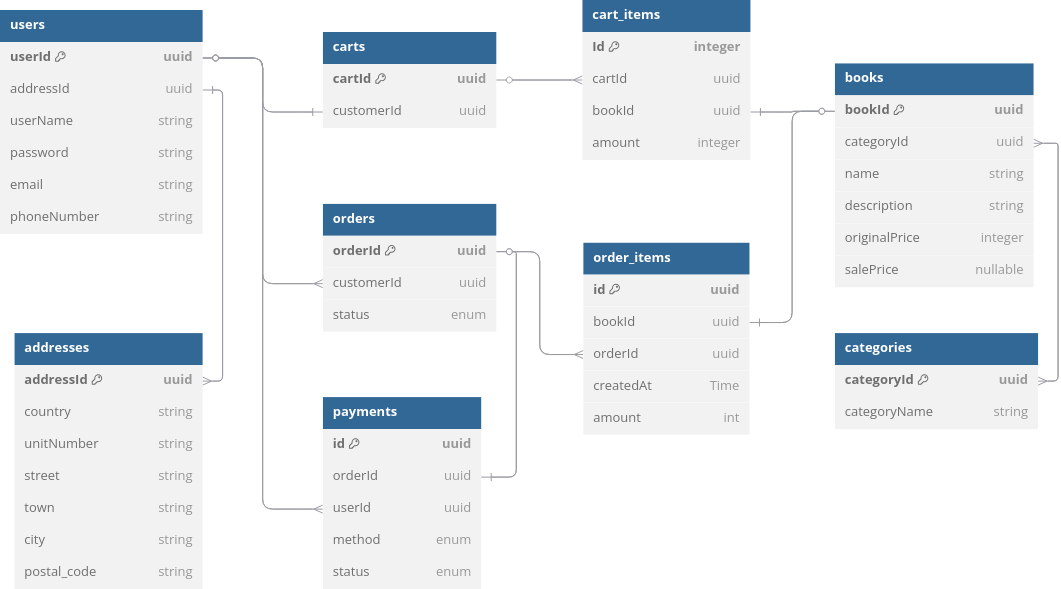 users
userId uuid
addressId uuid
userName string
password string
email string
phoneNumber string
addresses
addressId uuid
country string
unitNumber string
street string
town string
city string
postal_code string
carts
cartId uuid
customerId uuid
orders
orderId uuid
customerId uuid
status enum
payments
id uuid
orderId uuid
userId uuid
method enum
status enum
cart_items
Id integer
cartId uuid
bookId uuid
amount integer
order_items
id uuid
bookId uuid
orderId uuid
createdAt Time
amount int
books
bookId uuid
categoryId uuid
name string
description string
originalPrice integer
salePrice nullable
categories
categoryId uuid
categoryName string